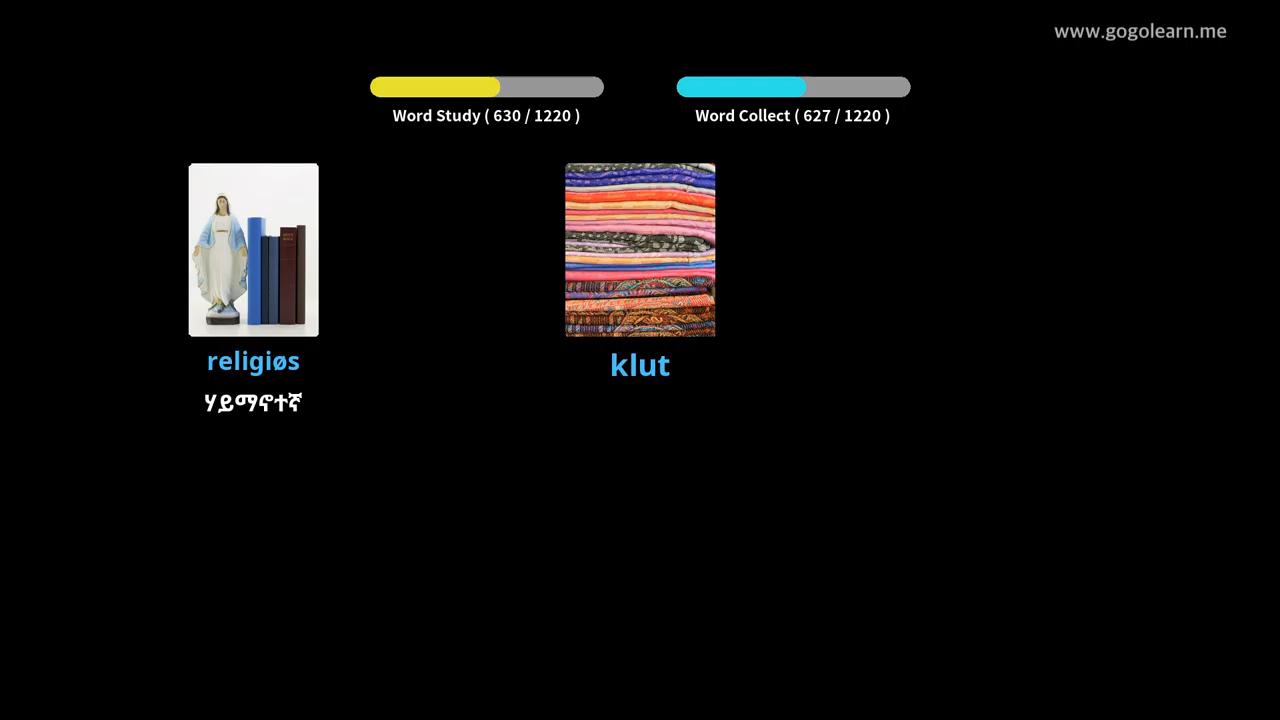 www.gogolearn.me
Word Study ( 630 / 1220 )
Word Collect ( 627 / 1220 )
religiøs
ሃይማኖተኛ
klut